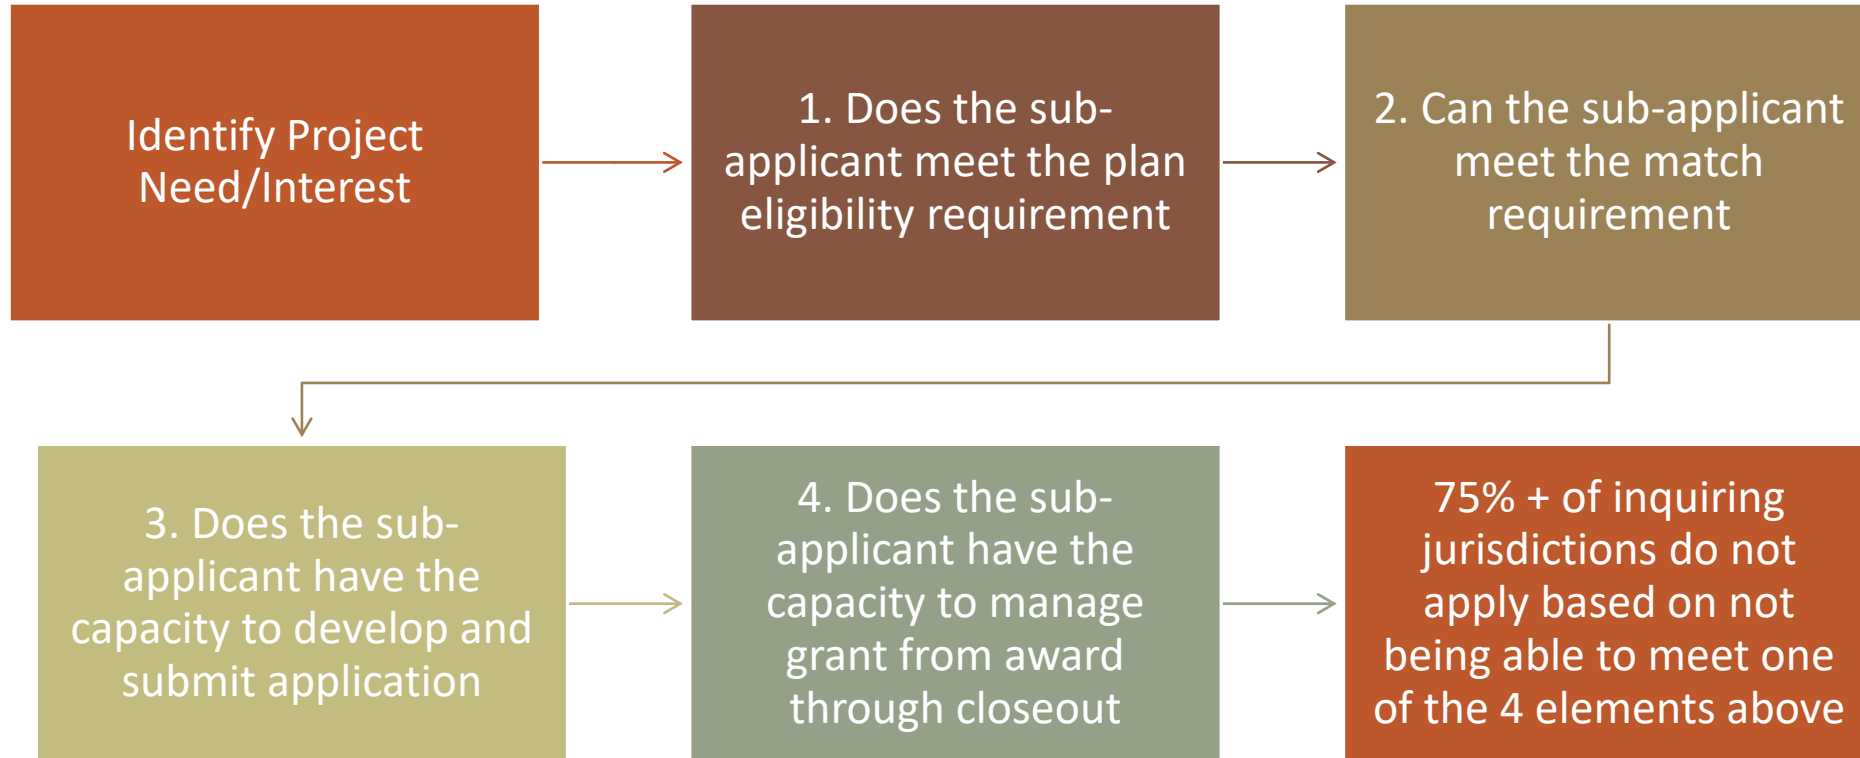 Identify Project
Need/Interest
1. Does the sub-
applicant meet the plan
eligibility requirement
2. Can the sub-applicant
meet the match
requirement
3. Does the sub-
applicant have the
capacity to develop and
submit application
4. Does the sub-
applicant have the
capacity to manage
grant from award
through closeout
75% + of inquiring
jurisdictions do not
apply based on not
being able to meet one
of the 4 elements above